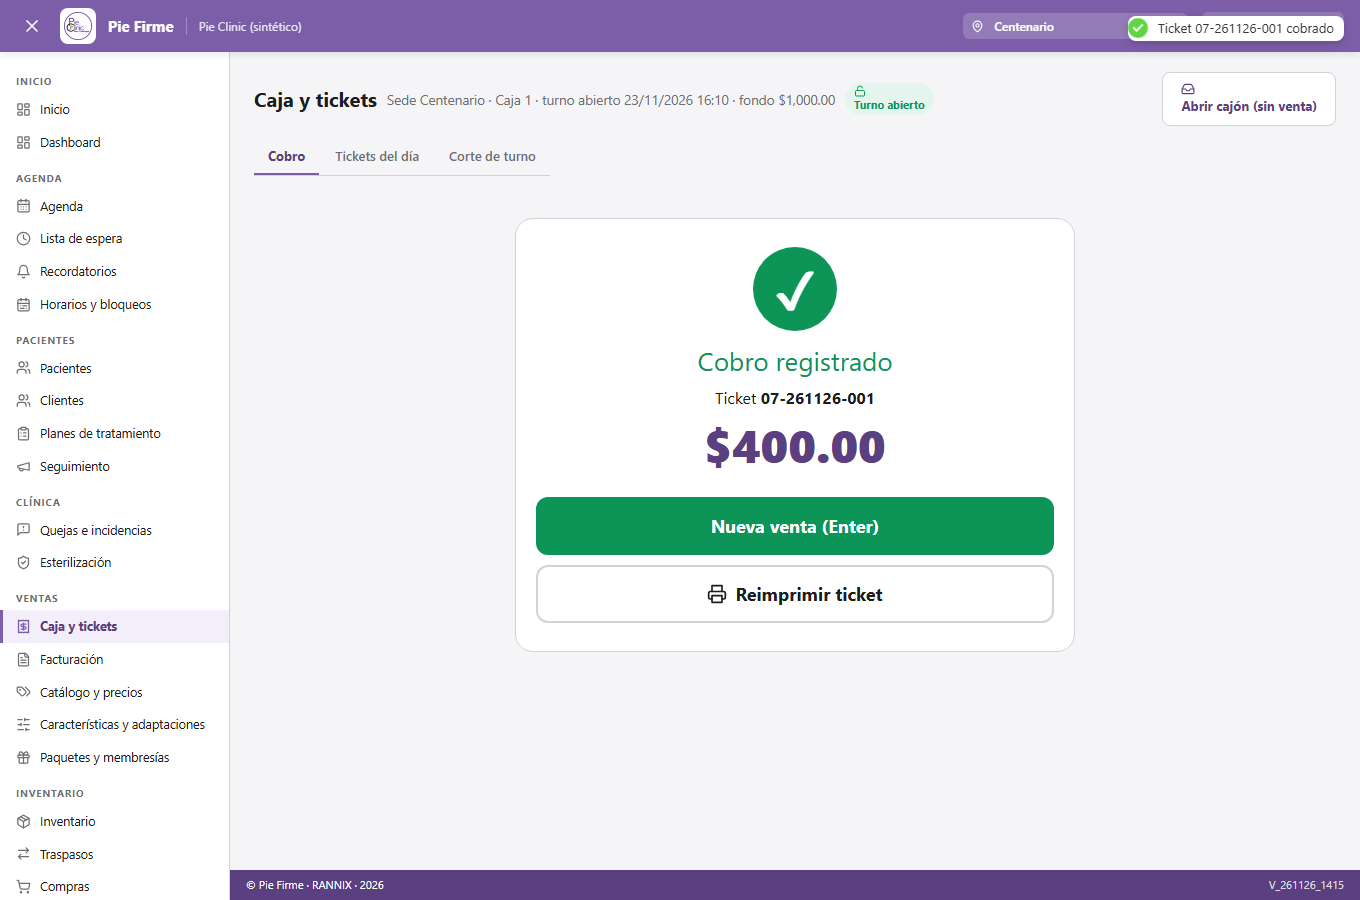 Pie Firme
Pie Clinic (sintético)
Centenario
Ticket 07-261126-001 cobrado
INICIO
Inicio
Dashboard
AGENDA
Agenda
Lista de espera
Recordatorios
Horarios y bloqueos
PACIENTES
Pacientes
Clientes
Planes de tratamiento
Seguimiento
CLÍNICA
Quejas e incidencias
Esterilización
VENTAS
Caja y tickets
Facturación
Catálogo y precios
Características y adaptaciones
Paquetes y membresías
INVENTARIO
Inventario
Traspasos
Compras
Caja y tickets
Sede Centenario · Caja 1 · turno abierto 23/11/2026 16:10 · fondo $1,000.00
Turno abierto
Abrir cajón (sin venta)
Cobro
Tickets del día
Corte de turno
Cobro registrado
Ticket 07-261126-001
$400.00
Nueva venta (Enter)
Reimprimir ticket
© Pie Firme · RANNIX · 2026
V_261126_1415